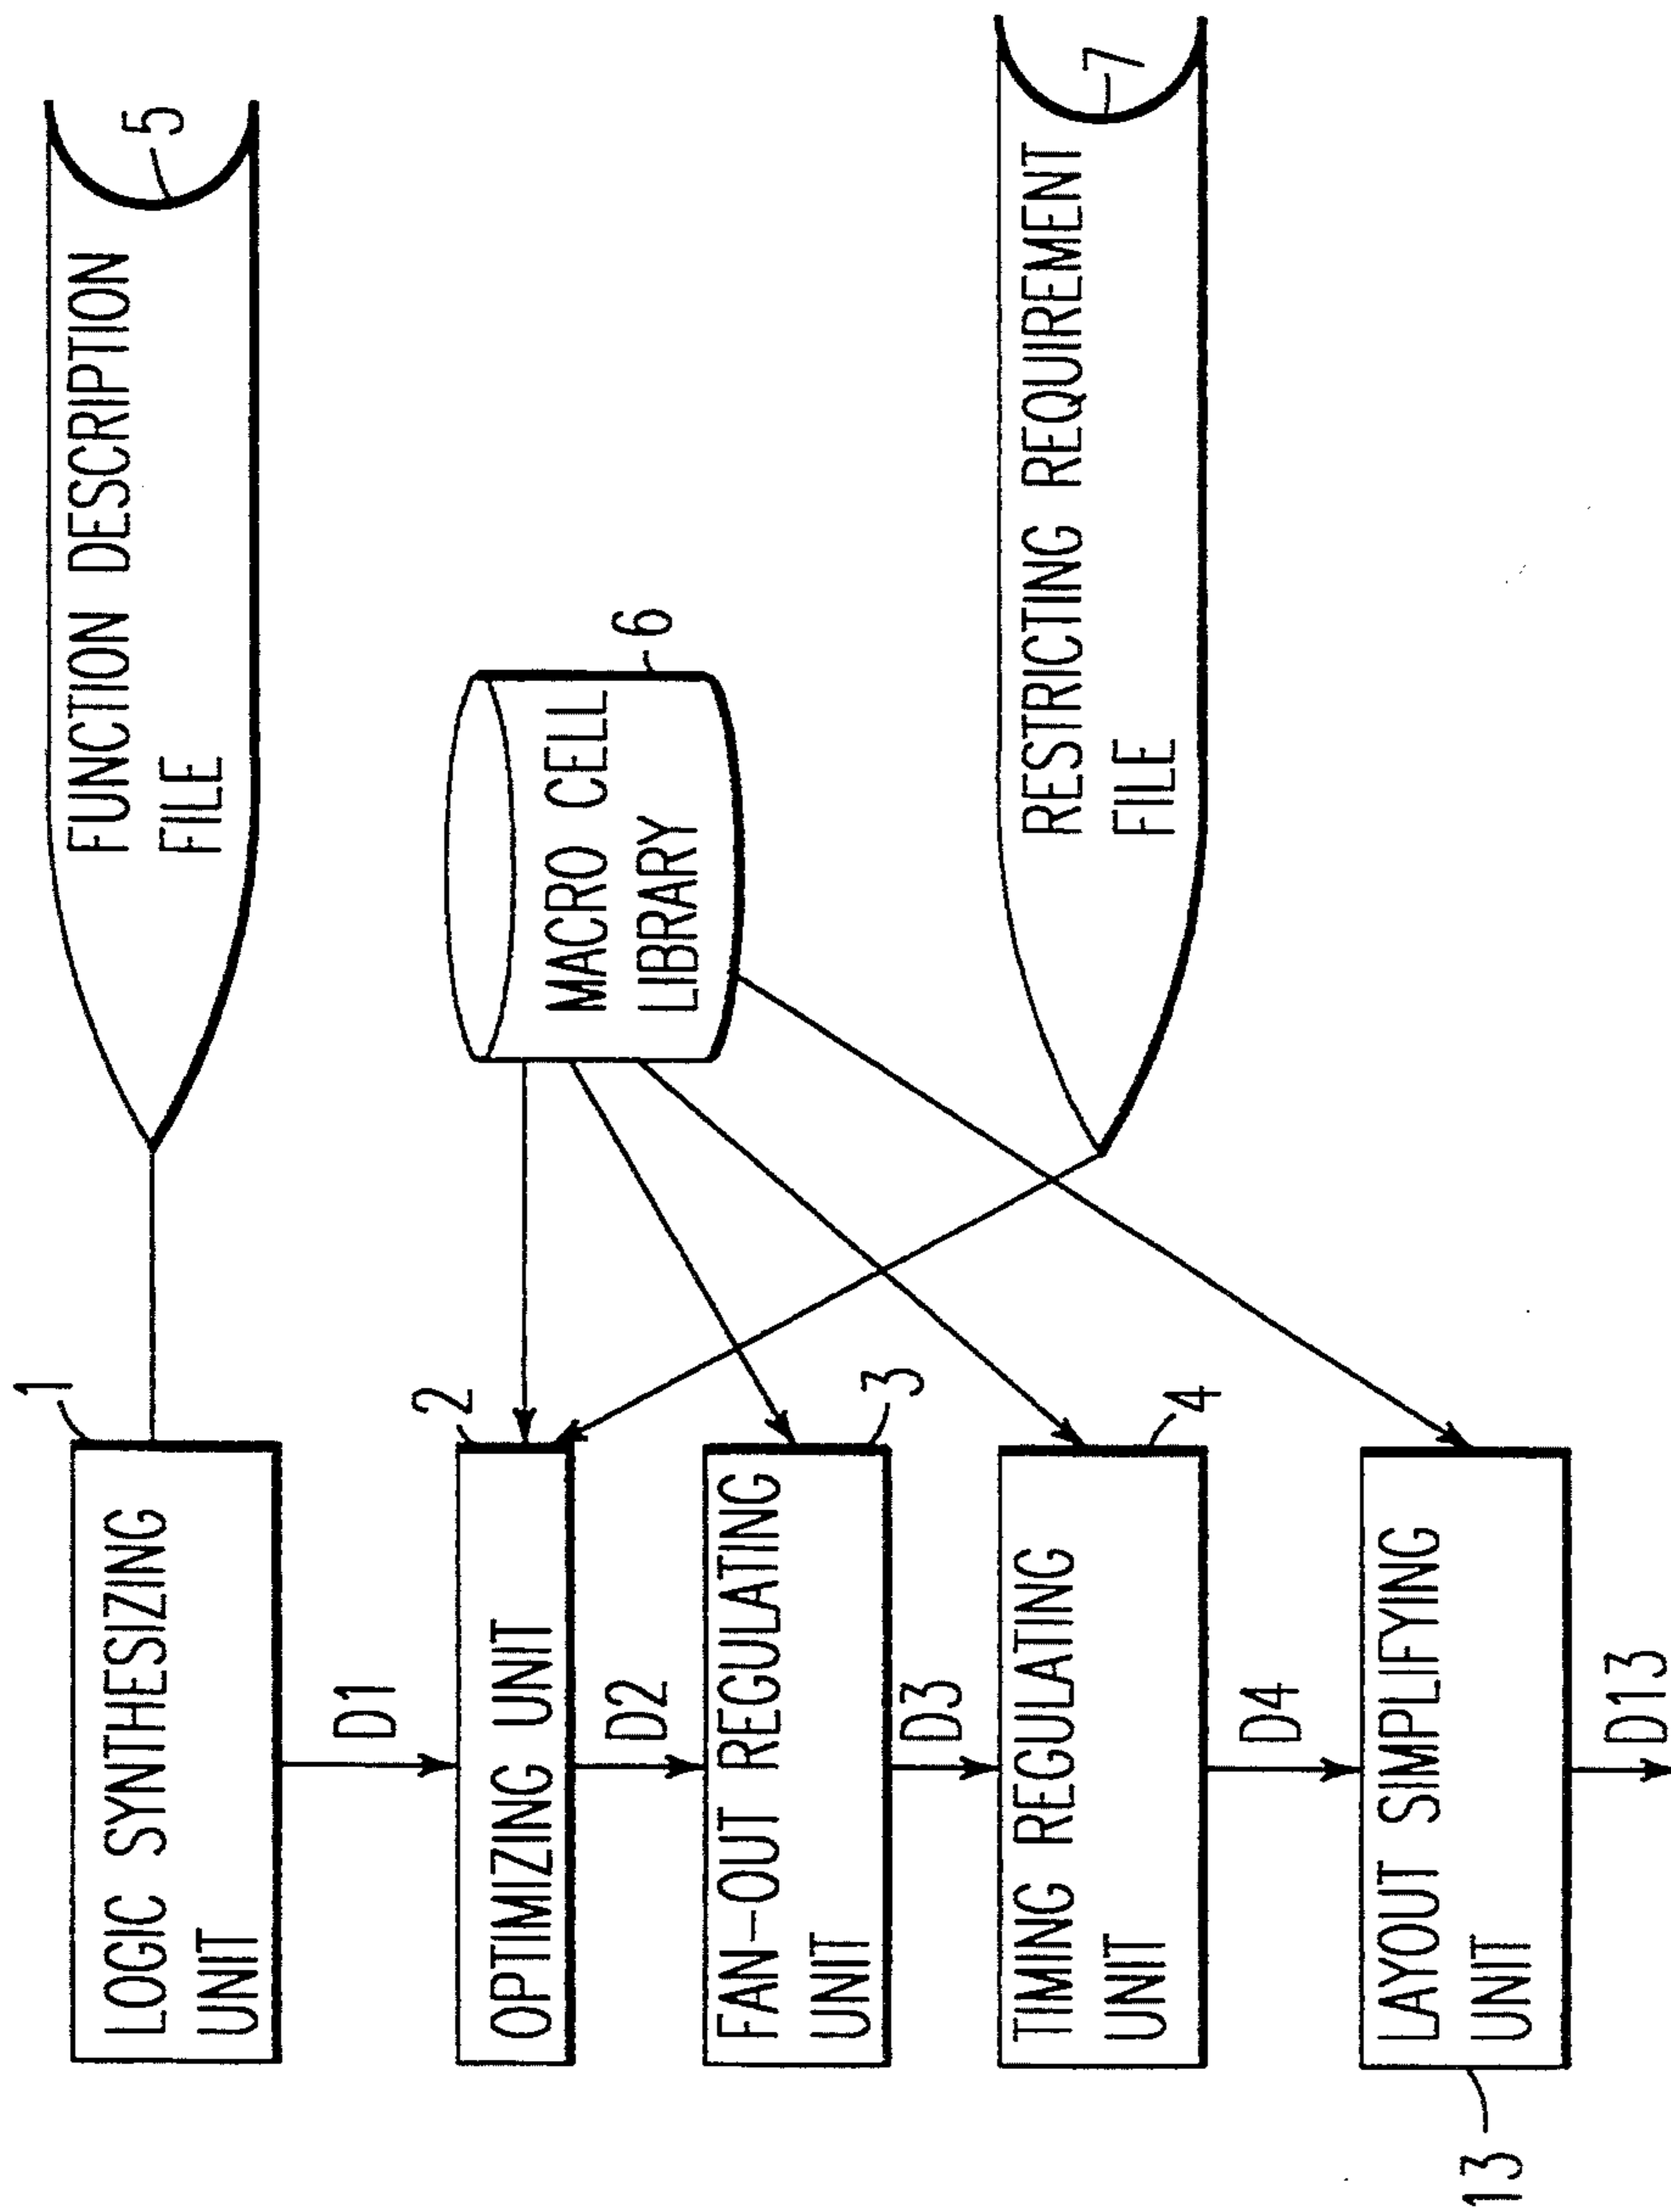 1
LOGIC SYNTHESIZING
UNIT
FUNCTION DESCRIPTION
FILE
5
D1
2
OPTIMIZING UNIT
MACRO CELL
LIBRARY
6
D2
FAN-OUT REGULATING
UNIT
3
D3
TIMING REGULATING
UNIT
4
RESTRICTING REQUIREMENT
FILE
7
D4
LAYOUT SIMPLIFYING
UNIT
13
D13